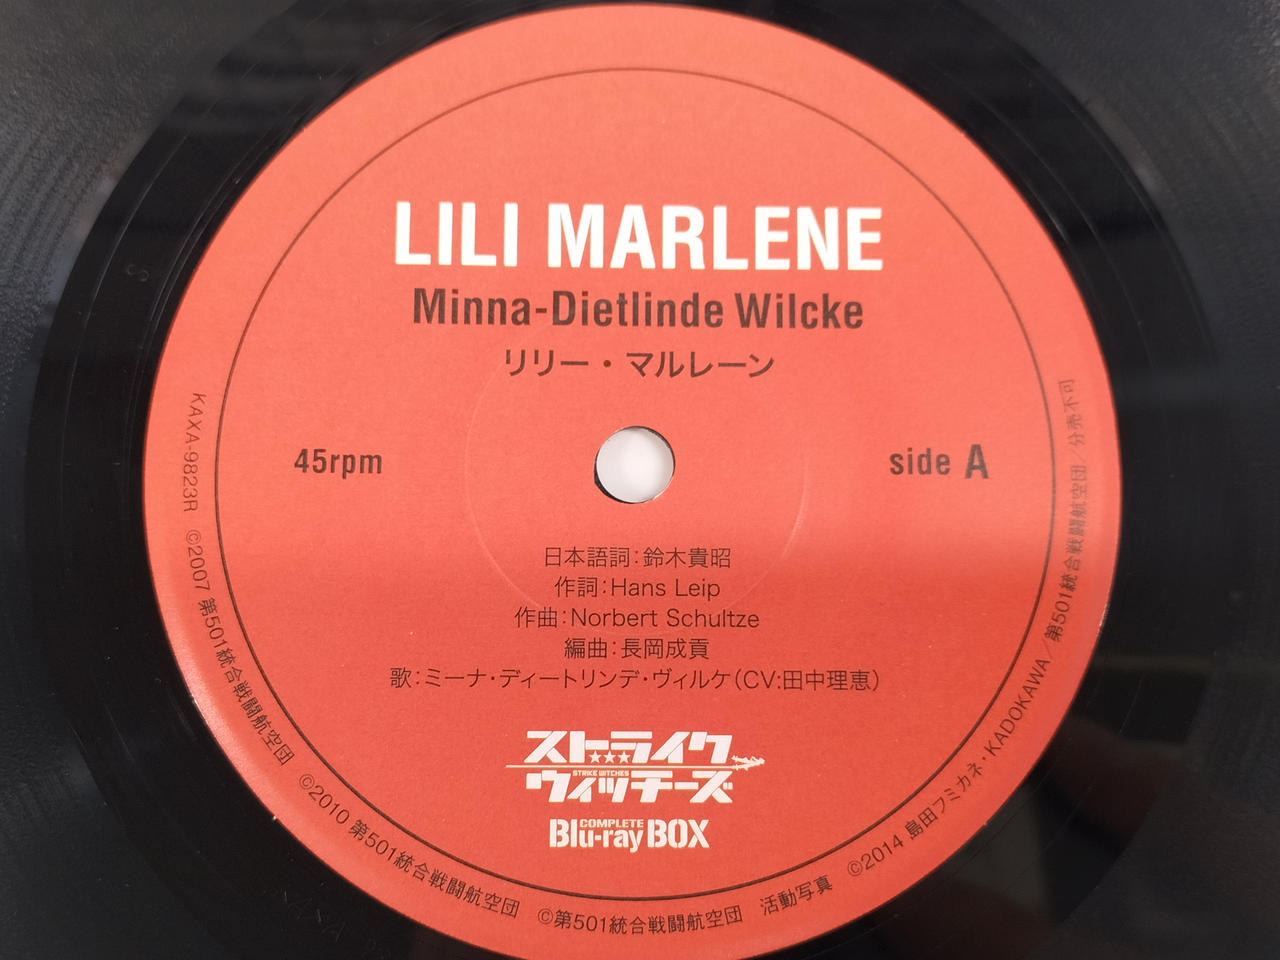 LILI MARLENE
Minna-Dietlinde Wilcke
リリー・マルレーン
45rpm
side A
日本語詞：鈴木貴昭
作詞：Hans Leip
作曲：Norbert Schultze
編曲：長岡成貢
歌：ミーナ・ディートリンデ・ヴィルケ（CV:田中理恵）
ストライク
STRIKE WITCHES
ウィッチーズ
COMPLETE
Blu-ray BOX
KAXA-9823R ©2007 第501統合戦闘航空団 ©2010 第501統合戦闘航空団 ©第501統合戦闘航空団 活動写真 ©2014 島田フミカネ・KADOKAWA／第501統合戦闘航空団／分売不可